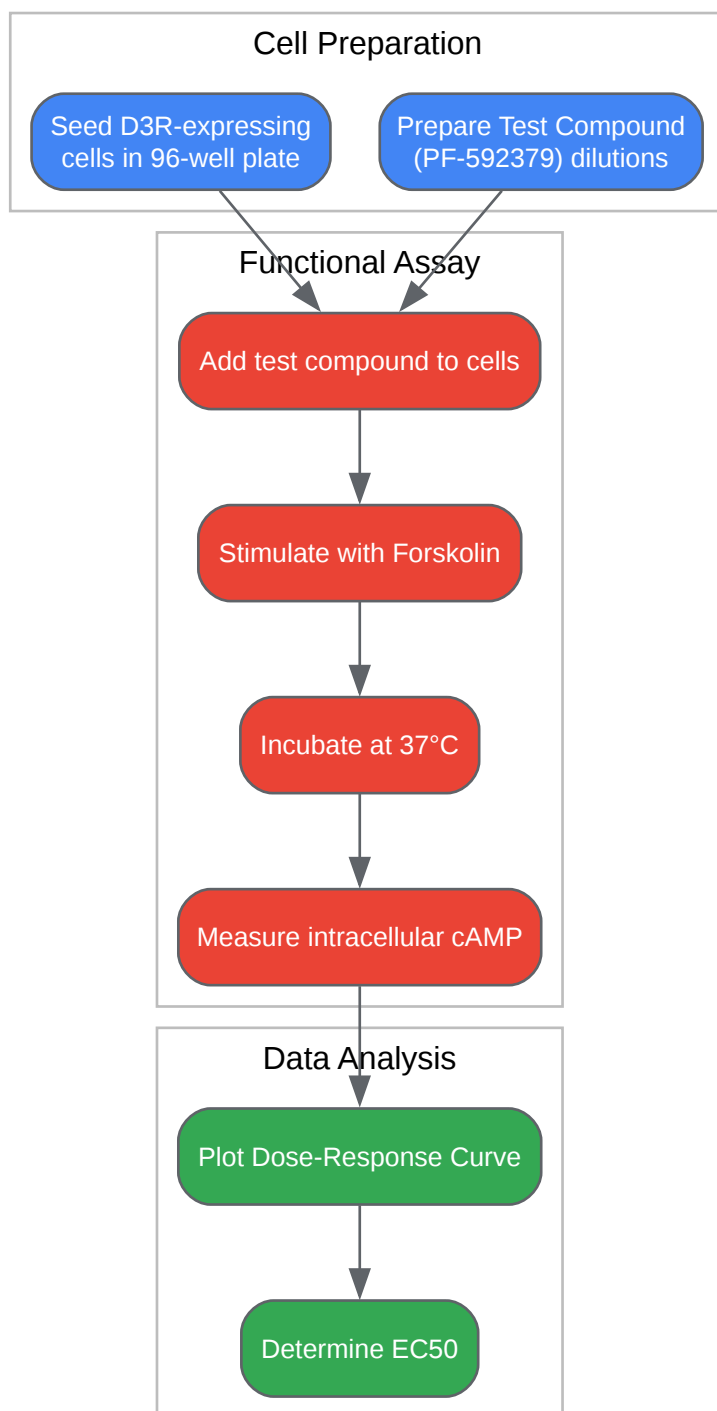 Cell Preparation
Seed D3R-expressing
cells in 96-well plate
Prepare Test Compound
(PF-592379) dilutions
Functional Assay
Add test compound to cells
Stimulate with Forskolin
Incubate at 37°C
Measure intracellular cAMP
Data Analysis
Plot Dose-Response Curve
Determine EC50